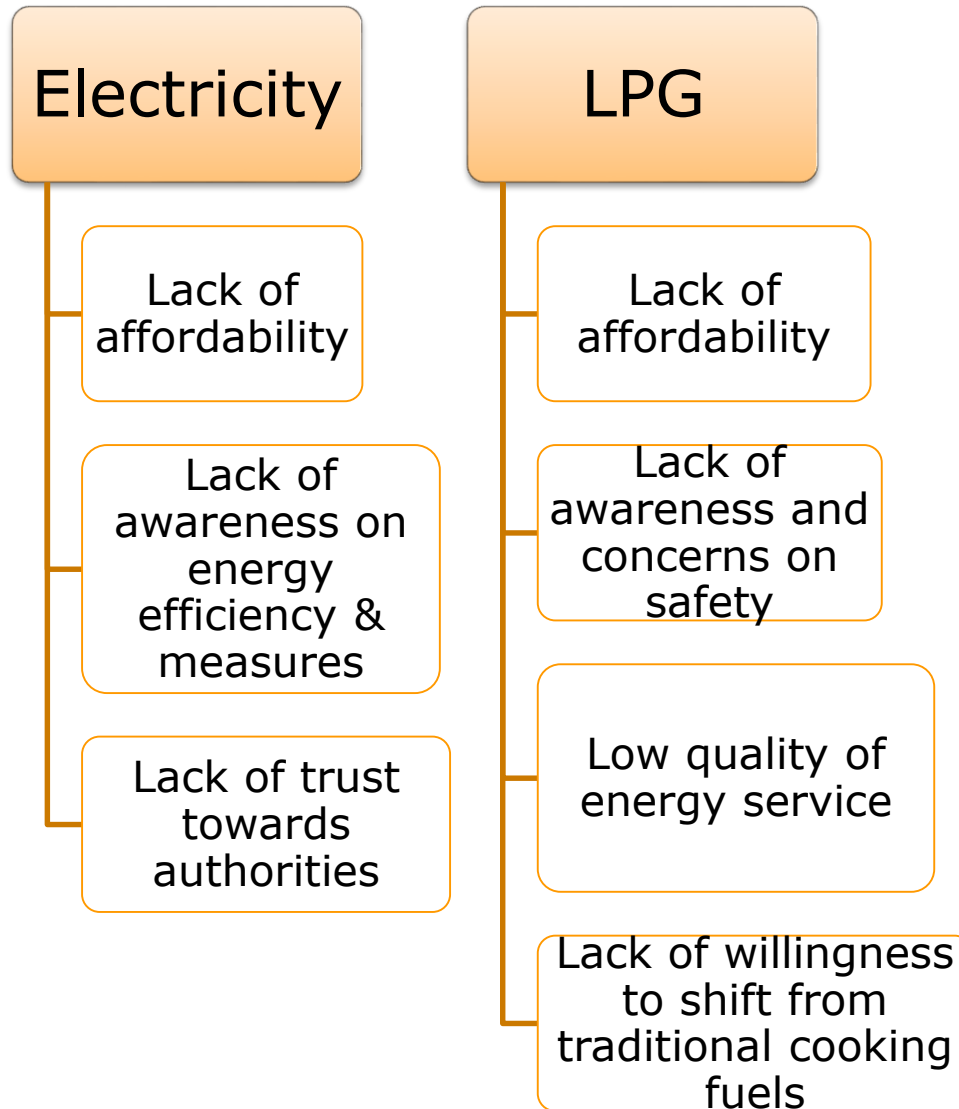 Electricity
Lack of
affordability
Lack of
awareness on
energy
efficiency &
measures
Lack of trust
towards
authorities
LPG
Lack of
affordability
Lack of
awareness and
concerns on
safety
Low quality of
energy service
Lack of willingness
to shift from
traditional cooking
fuels